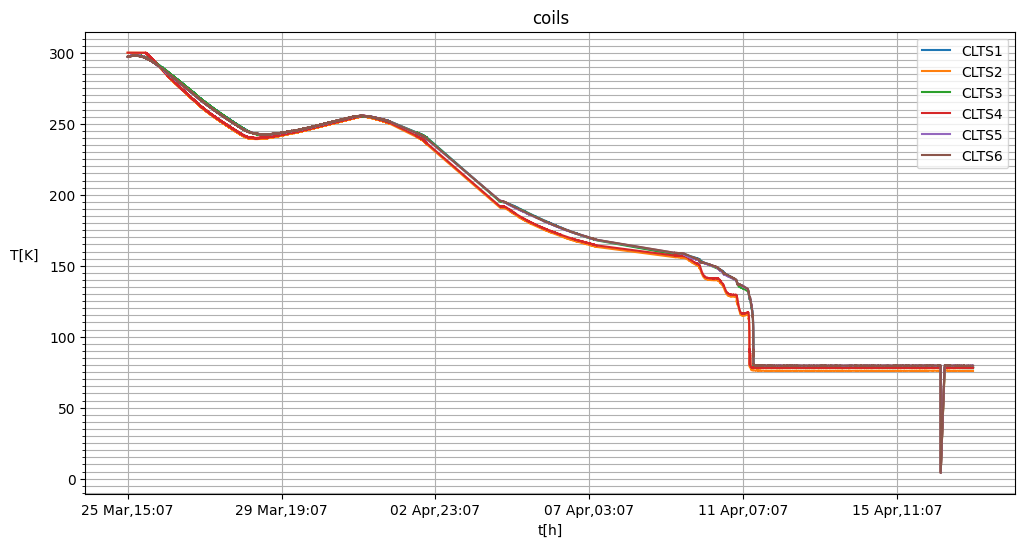 coils
300
250
200
150
100
50
0
T[K]
25 Mar,15:07
29 Mar,19:07
02 Apr,23:07
07 Apr,03:07
11 Apr,07:07
15 Apr,11:07
t[h]
CLTS1
CLTS2
CLTS3
CLTS4
CLTS5
CLTS6